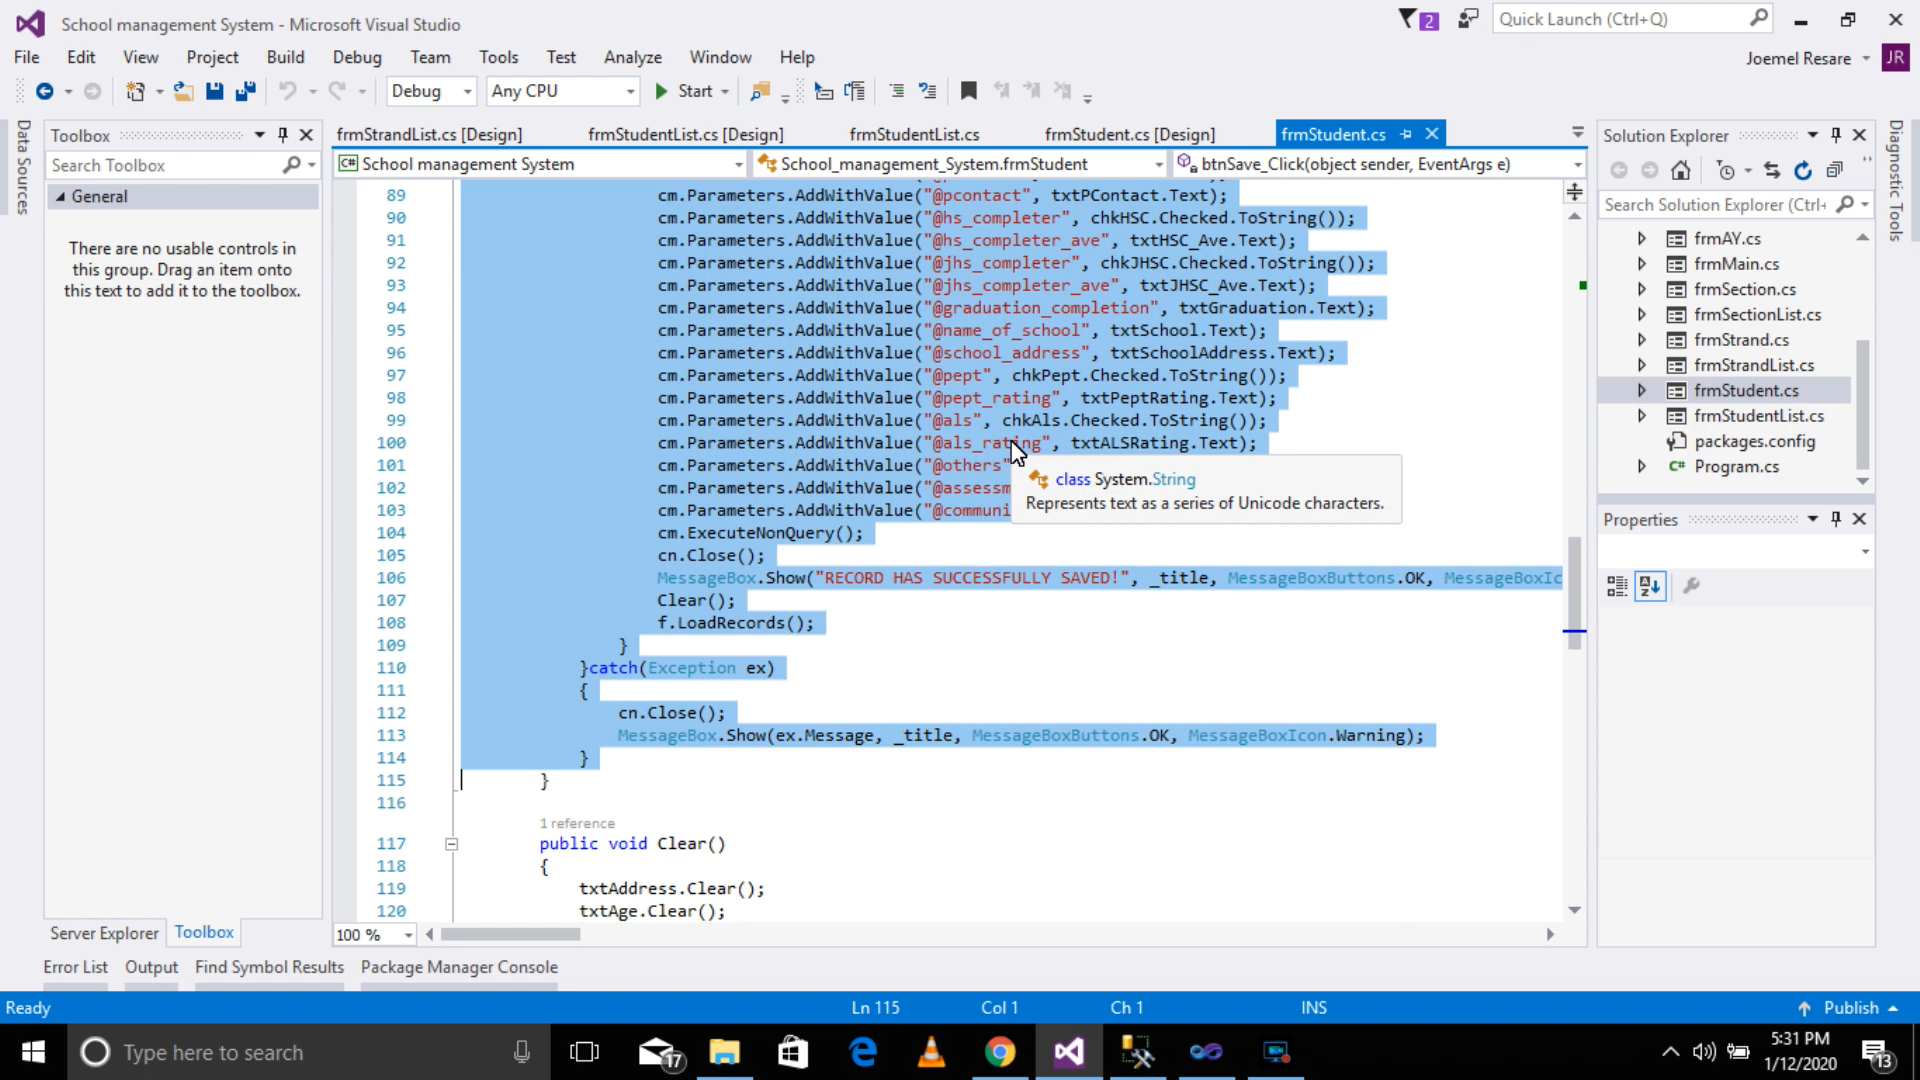 School management System - Microsoft Visual Studio
2
Quick Launch (Ctrl+Q)
File Edit View Project Build Debug Team Tools Test Analyze Window Help
Joemel Resare JR
Debug Any CPU Start
Data Sources
Toolbox
Search Toolbox
General
There are no usable controls in
this group. Drag an item onto
this text to add it to the toolbox.
Server Explorer Toolbox
frmStrandList.cs [Design] frmStudentList.cs [Design] frmStudentList.cs frmStudent.cs [Design] frmStudent.cs
School management System School_management_System.frmStudent btnSave_Click(object sender, EventArgs e)
89 cm.Parameters.AddWithValue("@pcontact", txtPContact.Text);
90 cm.Parameters.AddWithValue("@hs_completer", chkHSC.Checked.ToString());
91 cm.Parameters.AddWithValue("@hs_completer_ave", txtHSC_Ave.Text);
92 cm.Parameters.AddWithValue("@jhs_completer", chkJHSC.Checked.ToString());
93 cm.Parameters.AddWithValue("@jhs_completer_ave", txtJHSC_Ave.Text);
94 cm.Parameters.AddWithValue("@graduation_completion", txtGraduation.Text);
95 cm.Parameters.AddWithValue("@name_of_school", txtSchool.Text);
96 cm.Parameters.AddWithValue("@school_address", txtSchoolAddress.Text);
97 cm.Parameters.AddWithValue("@pept", chkPept.Checked.ToString());
98 cm.Parameters.AddWithValue("@pept_rating", txtPeptRating.Text);
99 cm.Parameters.AddWithValue("@als", chkAls.Checked.ToString());
100 cm.Parameters.AddWithValue("@als_rating", txtALSRating.Text);
101 cm.Parameters.AddWithValue("@others"
102 cm.Parameters.AddWithValue("@assessm
103 cm.Parameters.AddWithValue("@communi
class System.String
Represents text as a series of Unicode characters.
104 cm.ExecuteNonQuery();
105 cn.Close();
106 MessageBox.Show("RECORD HAS SUCCESSFULLY SAVED!", _title, MessageBoxButtons.OK, MessageBoxIc
107 Clear();
108 f.LoadRecords();
109 }
110 }catch(Exception ex)
111 {
112 cn.Close();
113 MessageBox.Show(ex.Message, _title, MessageBoxButtons.OK, MessageBoxIcon.Warning);
114 }
115 }
116
1 reference
117 public void Clear()
118 {
119 txtAddress.Clear();
120 txtAge.Clear();
100 %
Solution Explorer
Search Solution Explorer (Ctrl+
frmAY.cs
frmMain.cs
frmSection.cs
frmSectionList.cs
frmStrand.cs
frmStrandList.cs
frmStudent.cs
frmStudentList.cs
packages.config
C# Program.cs
Properties
Diagnostic Tools
Error List Output Find Symbol Results Package Manager Console
Ready Ln 115 Col 1 Ch 1 INS Publish
Type here to search
17
5:31 PM
1/12/2020
13